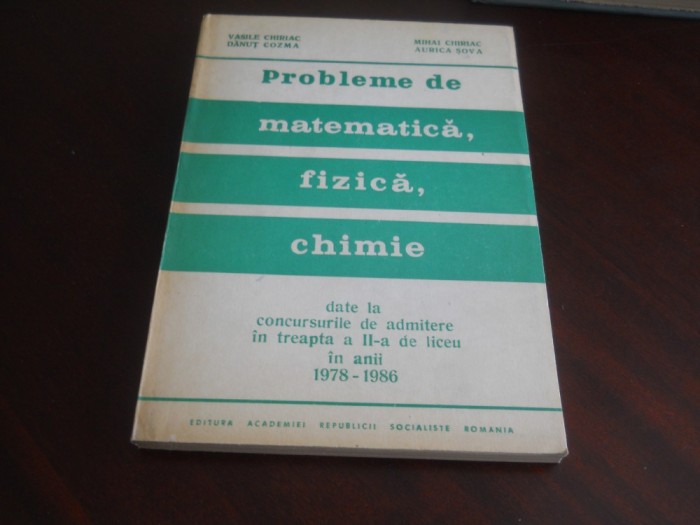 VASILE CHIRIAC
DĂNUȚ COZMA
MIHAI CHIRIAC
AURICA ȘOVA
Probleme de
matematică,
fizică,
chimie
date la
concursurile de admitere
în treapta a II-a de liceu
în anii
1978-1986
EDITURA ACADEMIEI REPUBLICII SOCIALISTE ROMANIA